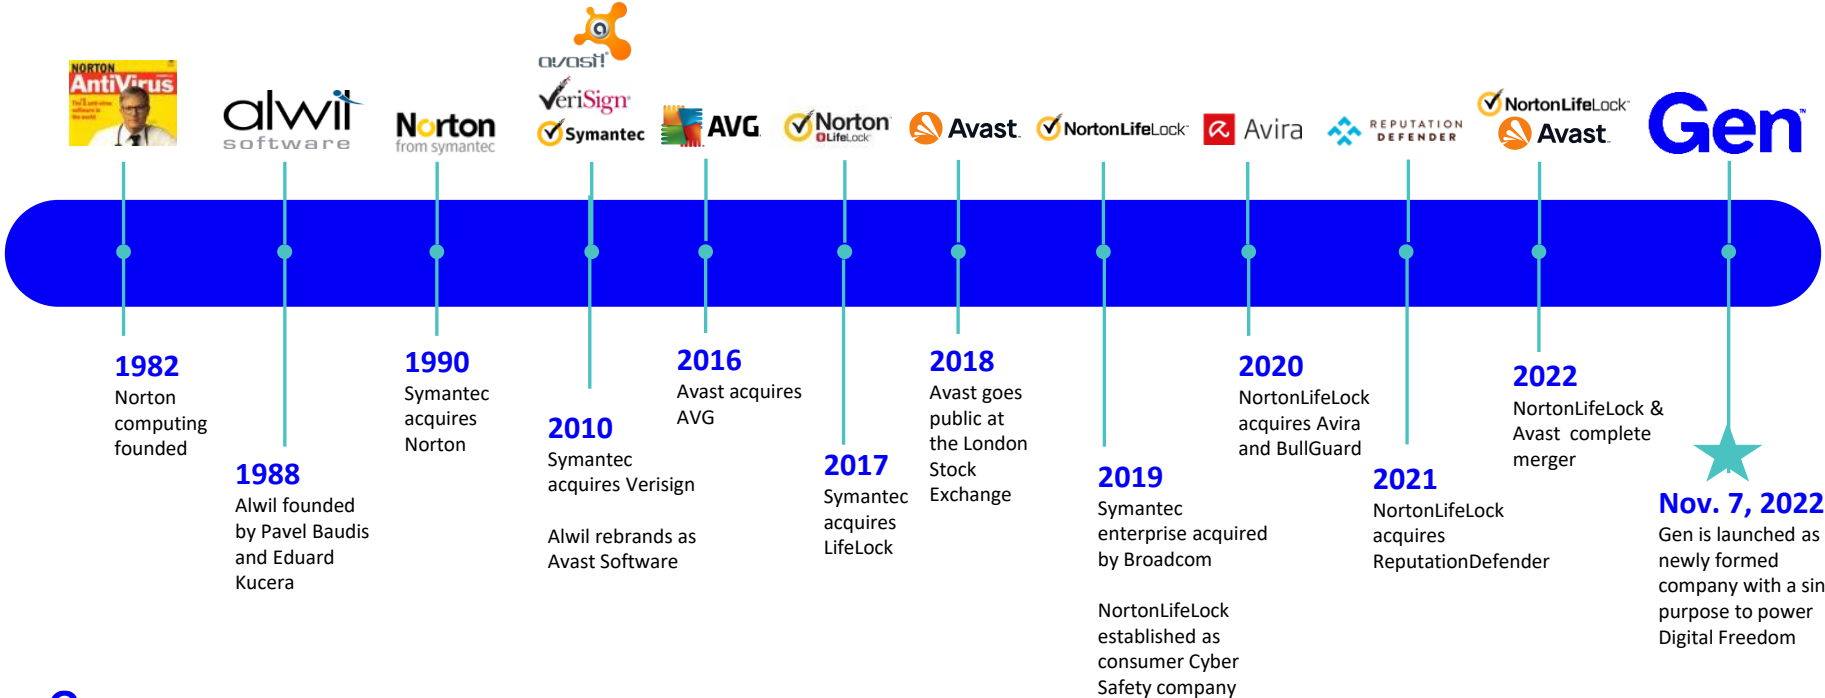 NORTON
AntiVirus
alwil
software
Norton
from symantec
avast!
VeriSign
Symantec
AVG
Norton
LifeLock
Avast
NortonLifeLock
Avira
REPUTATION
DEFENDER
NortonLifeLock
Avast
Gen™
1982
Norton
computing
founded
1988
Alwil founded
by Pavel Baudis
and Eduard
Kucera
1990
Symantec
acquires
Norton
2010
Symantec
acquires Verisign
Alwil rebrands as
Avast Software
2016
Avast acquires
AVG
2017
Symantec
acquires
LifeLock
2018
Avast goes
public at
the London
Stock
Exchange
2019
Symantec
enterprise acquired
by Broadcom
NortonLifeLock
established as
consumer Cyber
Safety company
2020
NortonLifeLock
acquires Avira
and BullGuard
2021
NortonLifeLock
acquires
ReputationDefender
2022
NortonLifeLock &
Avast  complete
merger
Nov. 7, 2022
Gen is launched as
newly formed
company with a sin
purpose to power
Digital Freedom